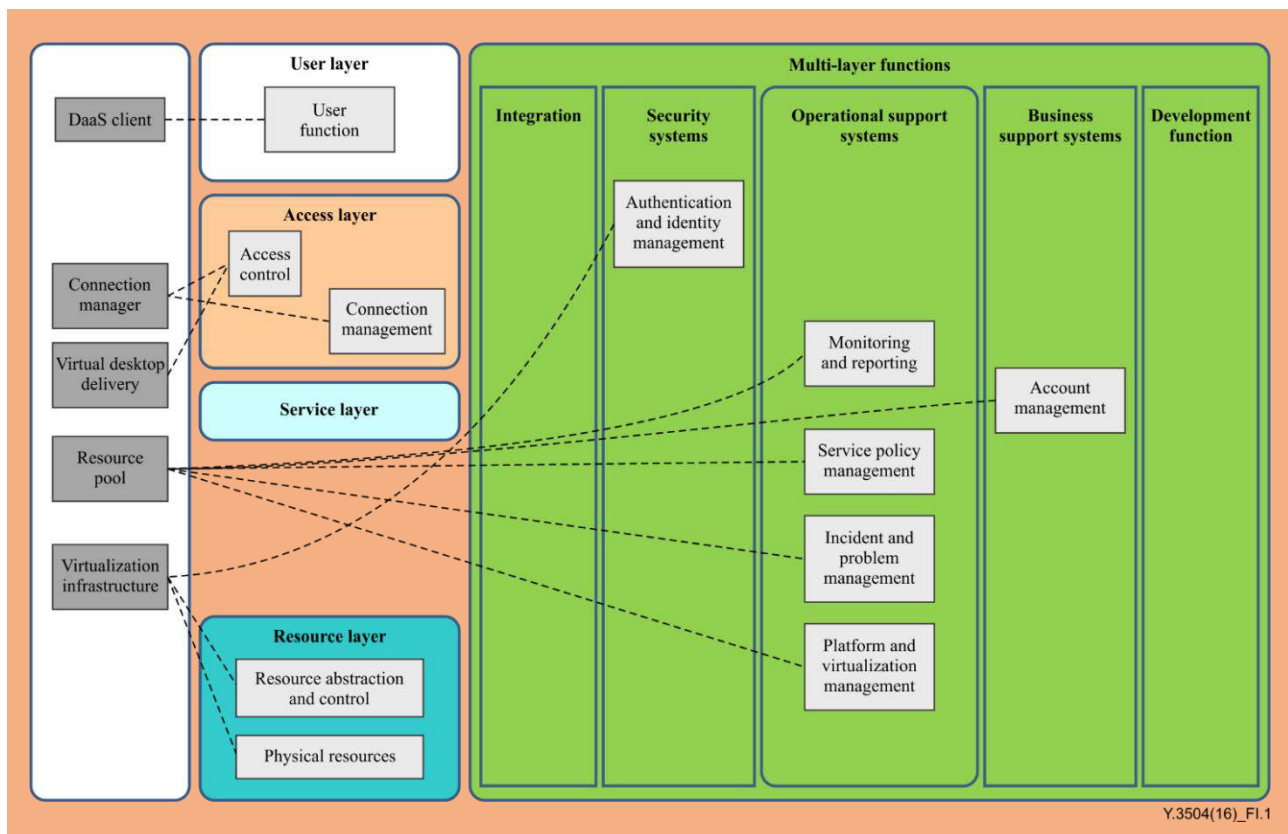 DaaS client
Connection
manager
Virtual desktop
delivery
Resource
pool
Virtualization
infrastructure
User layer
User
function
Access layer
Access
control
Connection
management
Service layer
Resource layer
Resource abstraction
and control
Physical resources
Multi-layer functions
Integration
Security
systems
Authentication
and identity
management
Operational support
systems
Monitoring
and reporting
Service policy
management
Incident and
problem
management
Platform and
virtualization
management
Business
support systems
Account
management
Development
function
Y.3504(16)_FI.1